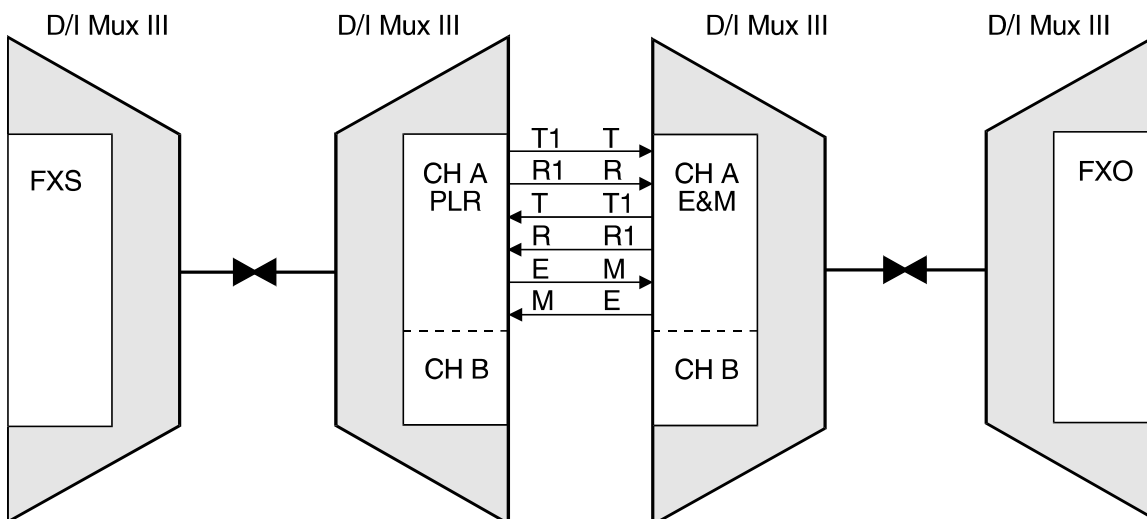 D/I Mux III
D/I Mux III
D/I Mux III
D/I Mux III
FXS
CH A
PLR
CH B
T1 T
R1 R
T T1
R R1
E M
M E
CH A
E&M
CH B
FXO